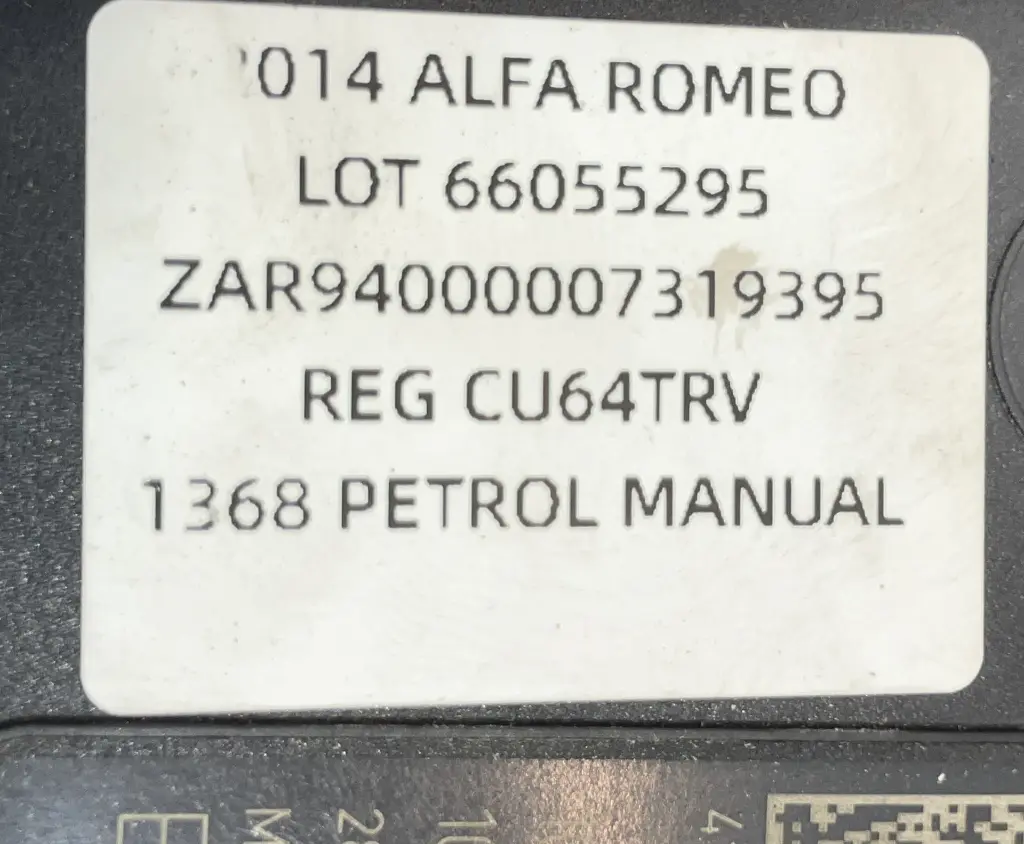 2014 ALFA ROMEO
LOT 66055295
ZAR94000007319395
REG CU64TRV
1368 PETROL MANUAL